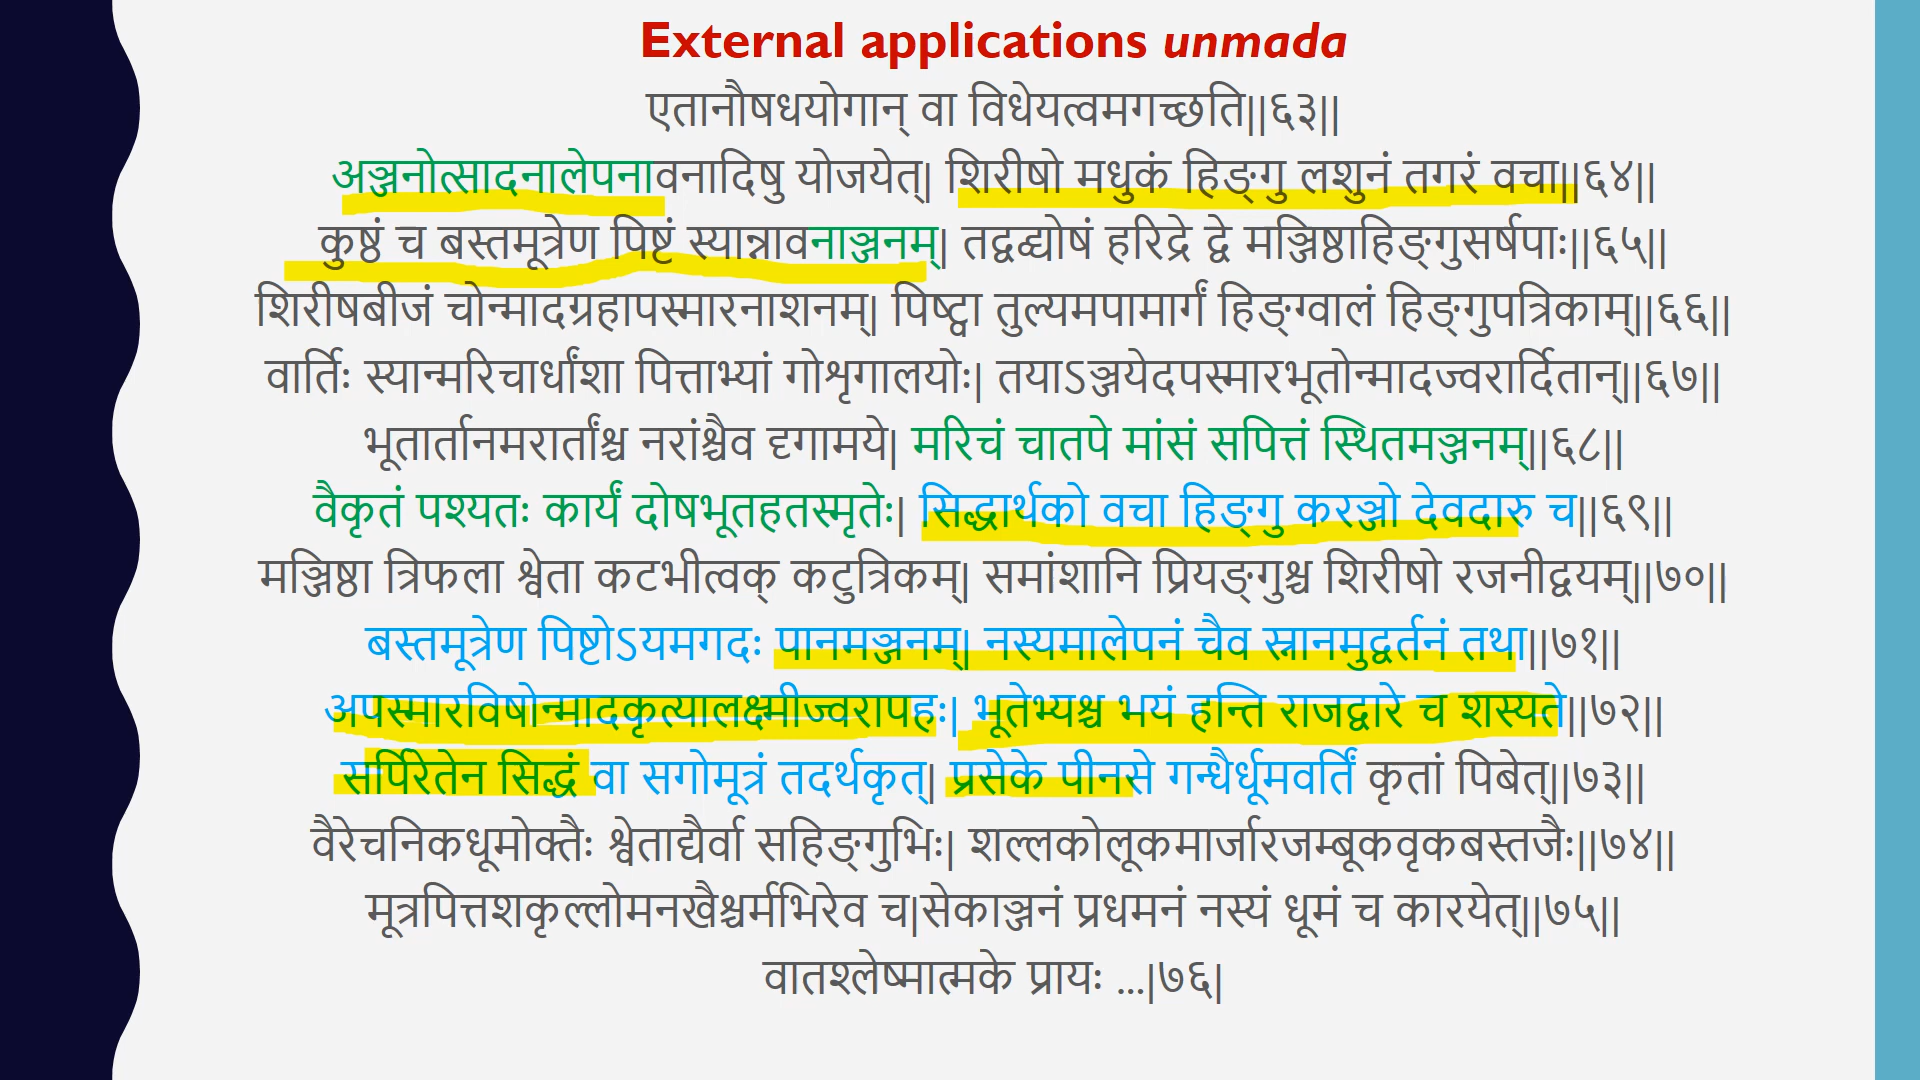 External applications unmada
एतानौषधयोगान् वा विधेयत्वमगच्छति||६३||
अञ्जनोत्सादनालेपनावनादिषु योजयेत्| शिरीषो मधुकं हिङ्गु लशुनं तगरं वचा||६४||
कुष्ठं च बस्तमूत्रेण पिष्टं स्यान्नावनाञ्जनम्| तद्वद्व्योषं हरिद्रे द्वे मञ्जिष्ठाहिङ्गुसर्षपाः||६५||
शिरीषबीजं चोन्मादग्रहापस्मारनाशनम्| पिष्ट्वा तुल्यमपामार्गं हिङ्ग्वालं हिङ्गुपत्रिकाम्||६६||
वार्तिः स्यान्मरिचार्धांशा पित्ताभ्यां गोशृगालयोः| तयाऽञ्जयेदपस्मारभूतोन्मादज्वरार्दितान्||६७||
भूतार्तानमरार्तांश्च नरांश्चैव दृगामये| मरिचं चातपे मांसं सपित्तं स्थितमञ्जनम्||६८||
वैकृतं पश्यतः कार्यं दोषभूतहतस्मृतेः| सिद्धार्थको वचा हिङ्गु करञ्जो देवदारु च||६९||
मञ्जिष्ठा त्रिफला श्वेता कटभीत्वक् कटुत्रिकम्| समांशानि प्रियङ्गुश्च शिरीषो रजनीद्वयम्||७०||
बस्तमूत्रेण पिष्टोऽयमगदः पानमञ्जनम्| नस्यमालेपनं चैव स्नानमुद्वर्तनं तथा||७१||
अपस्मारविषोन्मादकृत्यालक्ष्मीज्वरापहः| भूतेभ्यश्च भयं हन्ति राजद्वारे च शस्यते||७२||
सर्पिरेतेन सिद्धं वा सगोमूत्रं तदर्थकृत्| प्रसेके पीनसे गन्धैर्धूमवर्तिं कृतां पिबेत्||७३||
वैरेचनिकधूमोक्तैः श्वेताद्यैर्वा सहिङ्गुभिः| शल्लकोलूकमार्जारजम्बूकवृकबस्तजैः||७४||
मूत्रपित्तशकृल्लोमनखैश्चर्मभिरेव च|सेकाञ्जनं प्रधमनं नस्यं धूमं च कारयेत्||७५||
वातश्लेष्मात्मके प्रायः ...|७६|